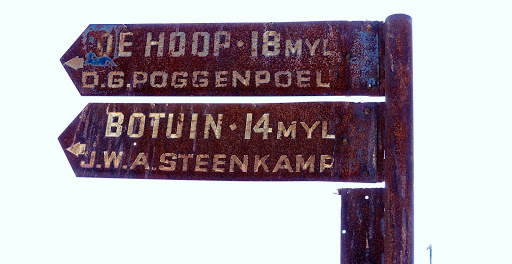 DE HOOP · 18 MYL
D.G. POGGENPOEL
BOTUIN · 14 MYL
J.W.A. STEENKAMP